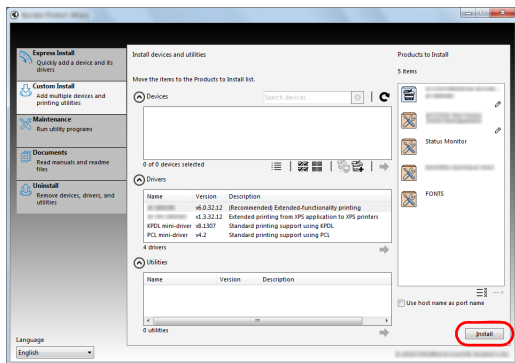 Express Install
Quickly add a device and its
drivers
Custom Install
Add multiple devices and
printing utilities
Maintenance
Run utility programs
Documents
Read manuals and readme
files
Uninstall
Remove devices, drivers, and
utilities
Language
English
Install devices and utilities
Move the items to the Products to Install list.
Devices
Search devices
0 of 0 devices selected
Drivers
Name Version Description
v6.0.32.12 (Recommended) Extended-functionality printing
v1.3.32.12 Extended printing from XPS application to XPS printers
KPDL mini-driver v8.1307 Standard printing support using KPDL
PCL mini-driver v4.2 Standard printing support using PCL
4 drivers
Utilities
Name Version Description
0 utilities
Products to Install
5 items
Status Monitor
FONTS
Use host name as port name
Install